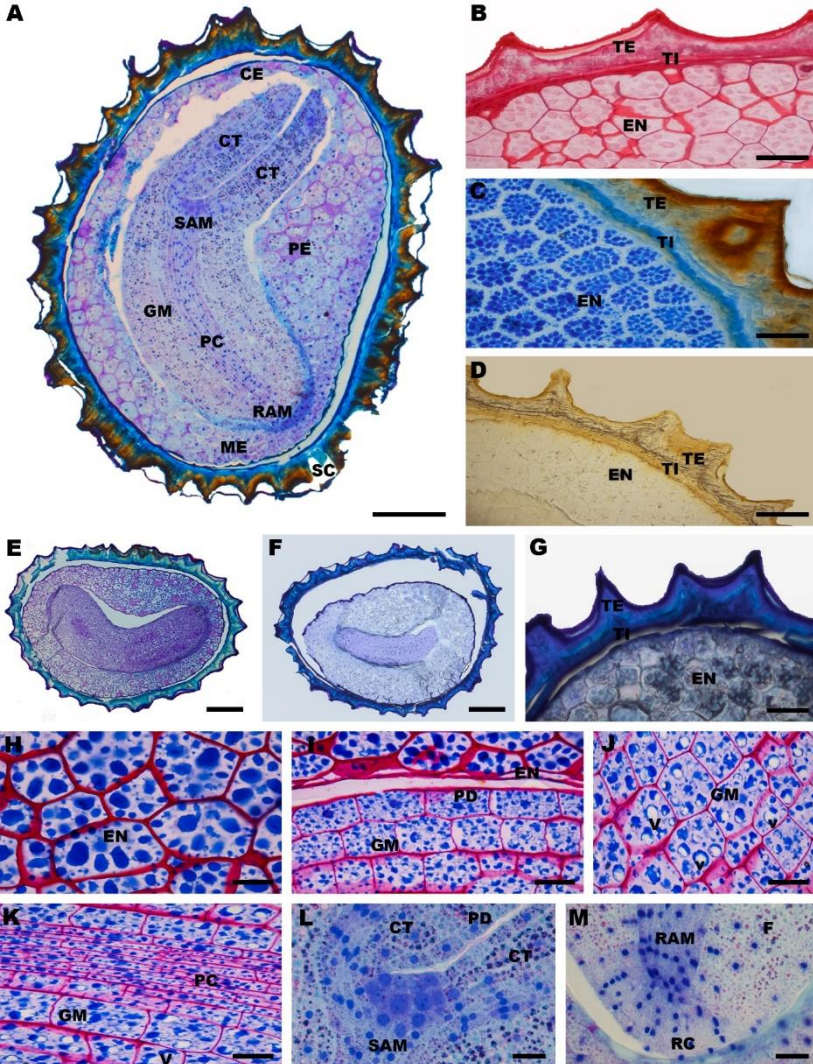 A
CE
CT
CT
SAM
PE
GM
PC
RAM
ME
SC
B
TE
TI
EN
C
TE
TI
EN
D
TE
TI
EN
E
F
G
TE
TI
EN
H
EN
I
EN
PD
GM
J
GM
V
V
V
K
PC
GM
V
L
CT
PD
CT
SAM
M
RAM
F
RC